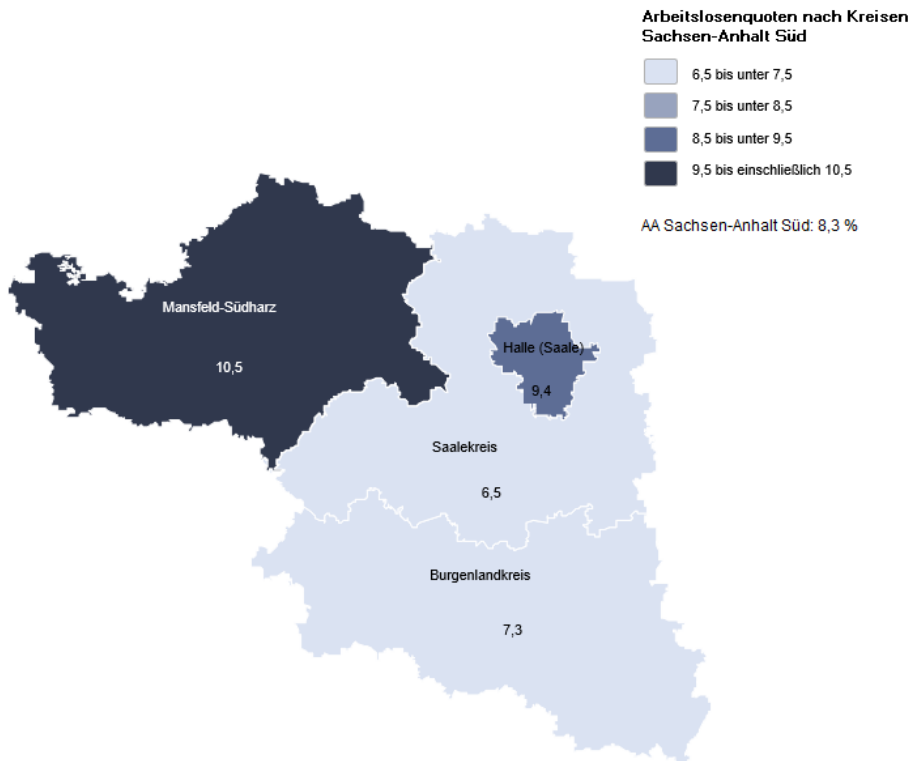 Arbeitslosenquoten nach Kreisen
Sachsen-Anhalt Süd
6,5 bis unter 7,5
7,5 bis unter 8,5
8,5 bis unter 9,5
9,5 bis einschließlich 10,5
AA Sachsen-Anhalt Süd: 8,3 %
Mansfeld-Südharz
10,5
Halle (Saale)
9,4
Saalekreis
6,5
Burgenlandkreis
7,3